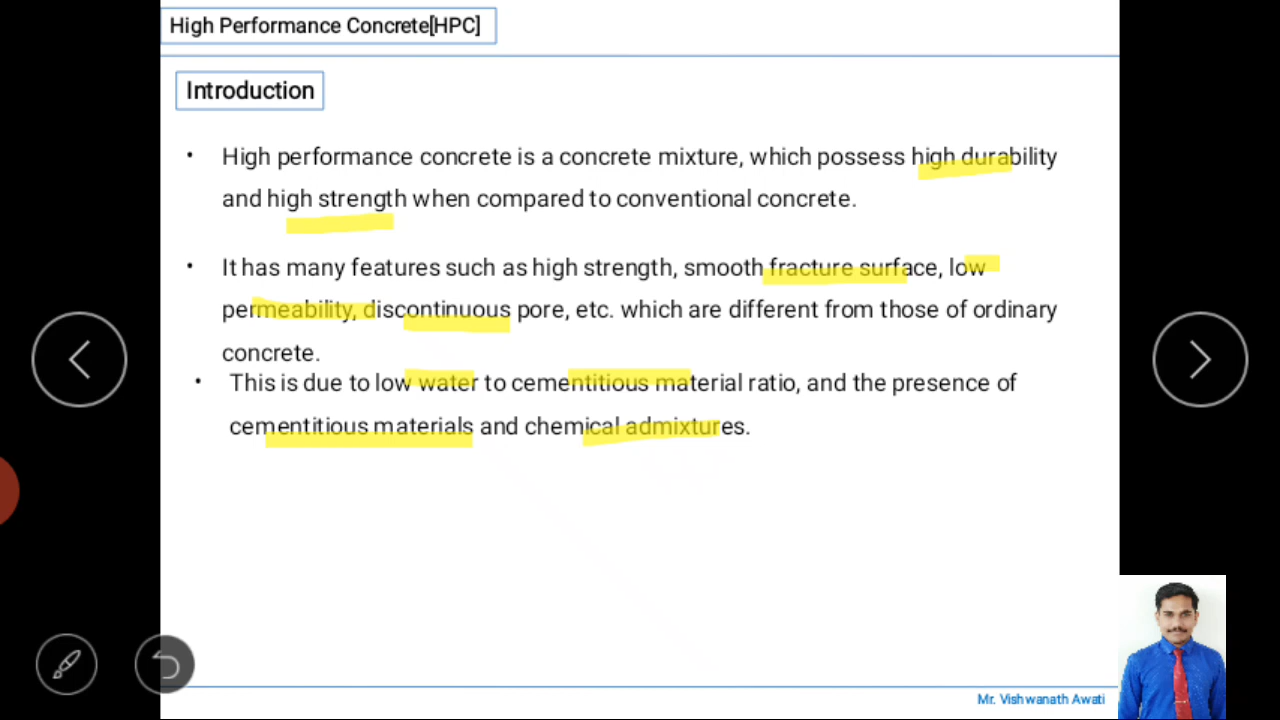 High Performance Concrete[HPC]
Introduction
• High performance concrete is a concrete mixture, which possess high durability
and high strength when compared to conventional concrete.
• It has many features such as high strength, smooth fracture surface, low
permeability, discontinuous pore, etc. which are different from those of ordinary
concrete.
• This is due to low water to cementitious material ratio, and the presence of
cementitious materials and chemical admixtures.
Mr. Vishwanath Awati